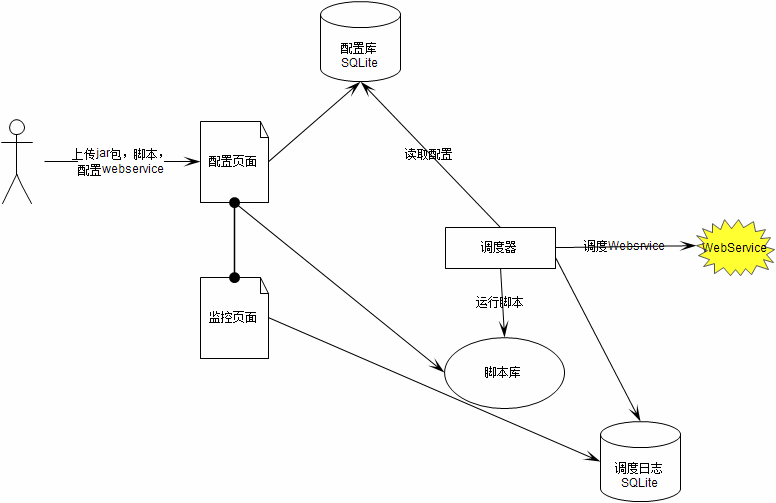 配置库
SQLite
上传jar包，脚本，
配置webservice
配置页面
读取配置
调度器
调度Websrvice
WebService
运行脚本
监控页面
脚本库
调度日志
SQLite